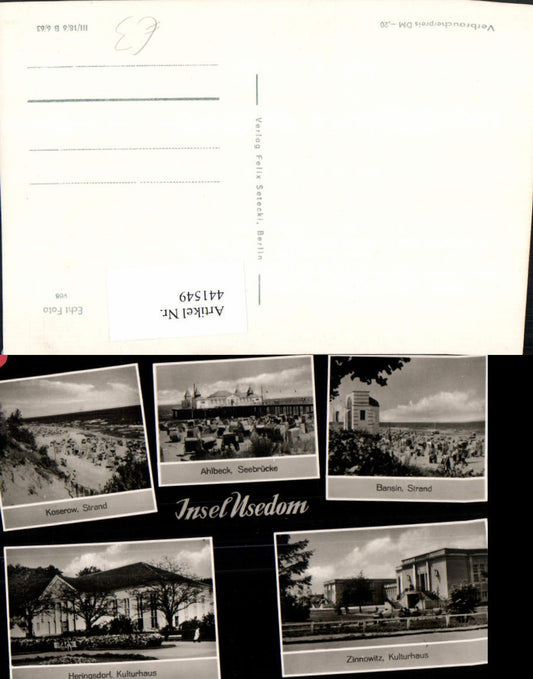 III/18/6 B 6/63
€3
Verbraucherpreis DM -,20
Verlag Felix Setecki, Berlin
Echt Foto
Artikel Nr.
441549
Koserow, Strand
Ahlbeck, Seebrücke
Bansin, Strand
Insel Usedom
Heringsdorf, Kulturhaus
Zinnowitz, Kulturhaus